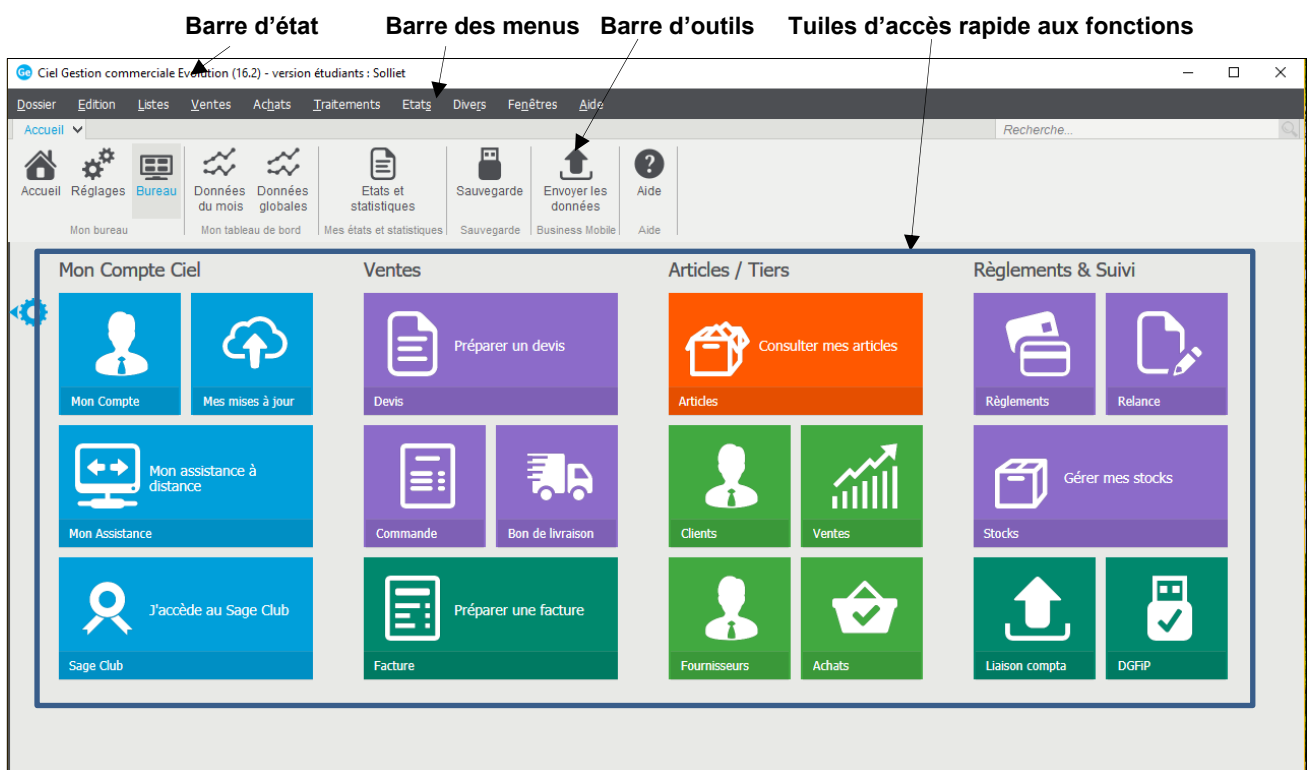 Barre d'état Barre des menus Barre d'outils Tuiles d'accès rapide aux fonctions
Ge Ciel Gestion commerciale Evolution (16.2) - version étudiants : Solliet
Dossier Edition Listes Ventes Achats Traitements Etats Divers Fenêtres Aide
Accueil Recherche...
Accueil Réglages Bureau Données du mois Données globales Etats et statistiques Sauvegarde Envoyer les données Aide
Mon bureau Mon tableau de bord Mes états et statistiques Sauvegarde Business Mobile Aide
Mon Compte Ciel Ventes Articles / Tiers Règlements & Suivi
Préparer un devis Consulter mes articles
Mon Compte Mes mises à jour Devis Articles Règlements Relance
Mon assistance à distance Gérer mes stocks
Mon Assistance Commande Bon de livraison Clients Ventes Stocks
J'accède au Sage Club Préparer une facture
Sage Club Facture Fournisseurs Achats Liaison compta DGFiP